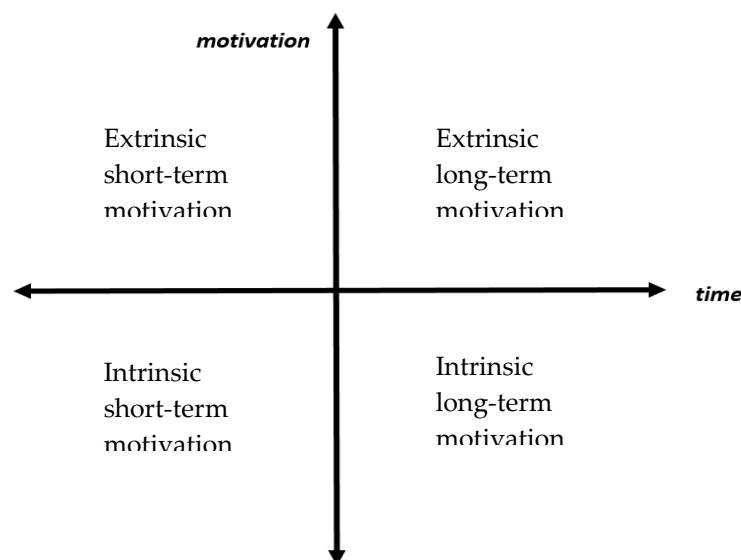 motivation
Extrinsic
short-term
motivation
Extrinsic
long-term
motivation
time
Intrinsic
short-term
motivation
Intrinsic
long-term
motivation